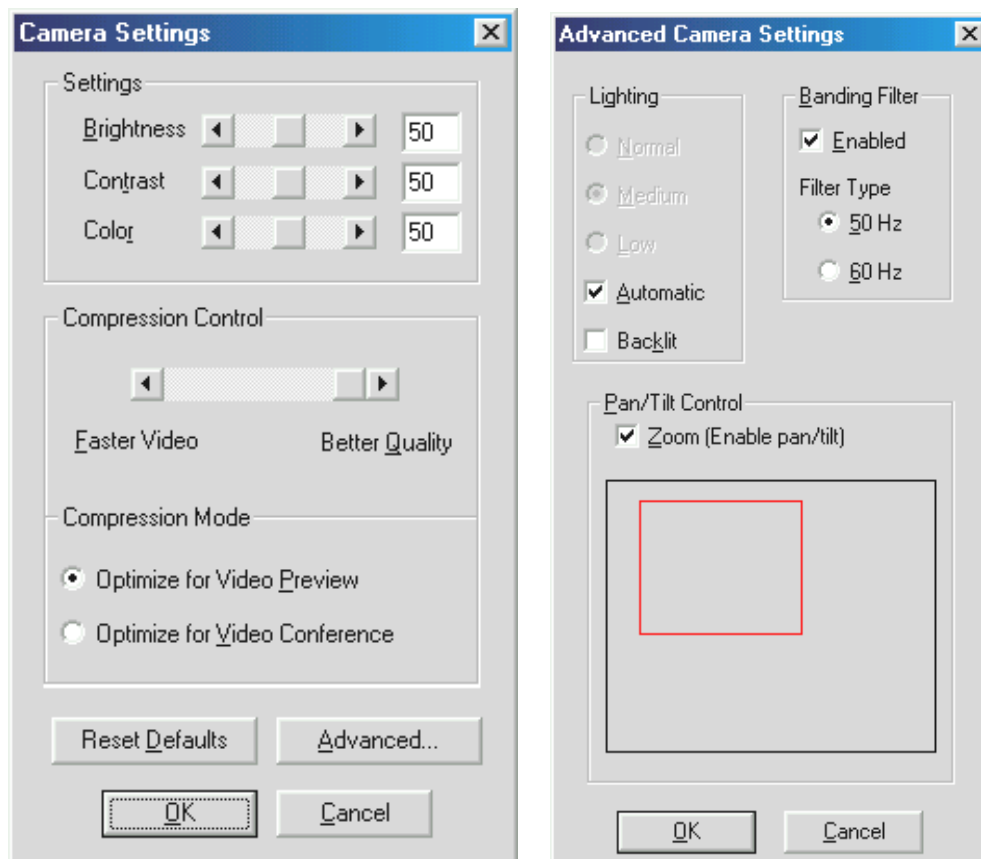 Camera Settings
Settings
Brightness 50
Contrast 50
Color 50
Compression Control
Faster Video Better Quality
Compression Mode
Optimize for Video Preview
Optimize for Video Conference
Reset Defaults Advanced...
OK Cancel
Advanced Camera Settings
Lighting
Normal
Medium
Low
Automatic
Backlit
Banding Filter
Enabled
Filter Type
50 Hz
60 Hz
Pan/Tilt Control
Zoom (Enable pan/tilt)
OK Cancel